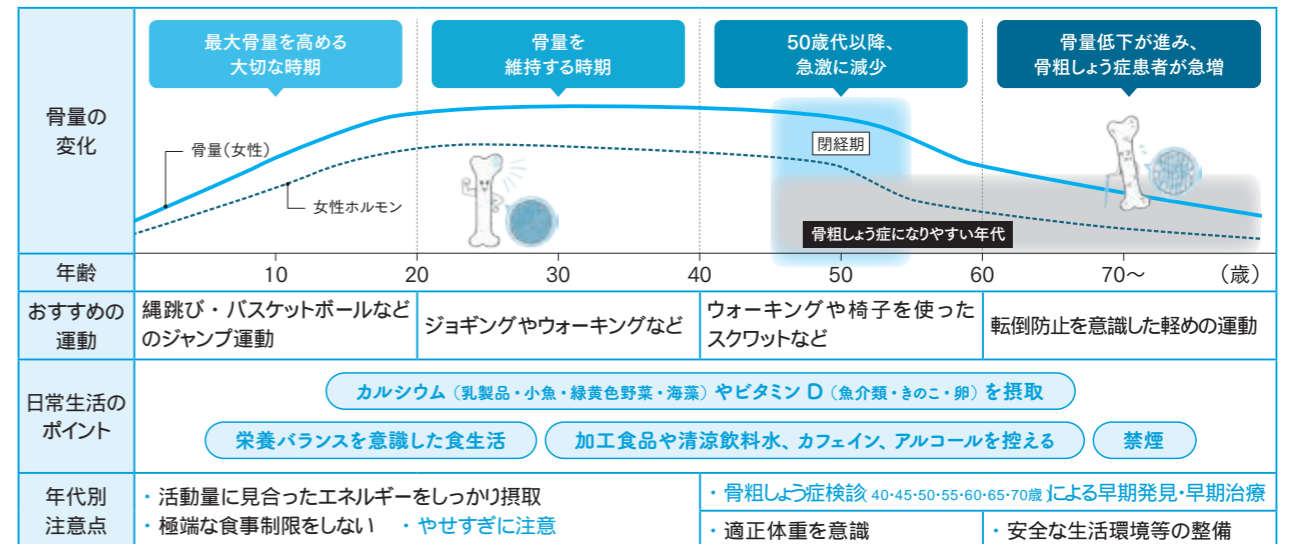 最大骨量を高める
大切な時期
骨量を
維持する時期
50歳代以降、
急激に減少
骨量低下が進み、
骨粗しょう症患者が急増
骨量の
変化
骨量(女性)
女性ホルモン
閉経期
骨粗しょう症になりやすい年代
年齢
10
20
30
40
50
60
70〜
(歳)
おすすめの
運動
縄跳び・バスケットボールなど
のジャンプ運動
ジョギングやウォーキングなど
ウォーキングや椅子を使った
スクワットなど
転倒防止を意識した軽めの運動
日常生活の
ポイント
カルシウム(乳製品・小魚・緑黄色野菜・海藻)やビタミンD(魚介類・きのこ・卵)を摂取
栄養バランスを意識した食生活
加工食品や清涼飲料水、カフェイン、アルコールを控える
禁煙
年代別
注意点
・活動量に見合ったエネルギーをしっかり摂取
・極端な食事制限をしない ・やせすぎに注意
・骨粗しょう症検診(40・45・50・55・60・65・70歳)による早期発見・早期治療
・適正体重を意識
・安全な生活環境等の整備